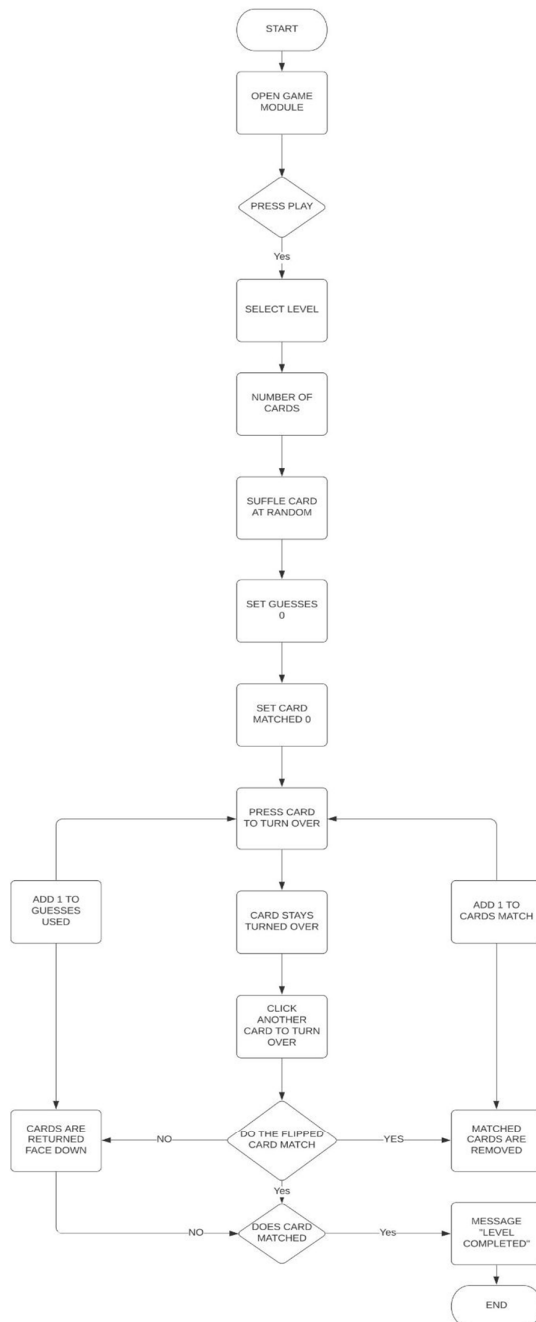 START
OPEN GAME
MODULE
PRESS PLAY
Yes
SELECT LEVEL
NUMBER OF
CARDS
SUFFLE CARD
AT RANDOM
SET GUESSES
0
SET CARD
MATCHED 0
PRESS CARD
TO TURN OVER
ADD 1 TO
GUESSES
USED
CARD STAYS
TURNED OVER
ADD 1 TO
CARDS MATCH
CLICK
ANOTHER
CARD TO TURN
OVER
CARDS ARE
RETURNED
FACE DOWN
NO
DO THE FLIPPED
CARD MATCH
YES
MATCHED
CARDS ARE
REMOVED
Yes
NO
DOES CARD
MATCHED
Yes
MESSAGE
"LEVEL
COMPLETED"
END